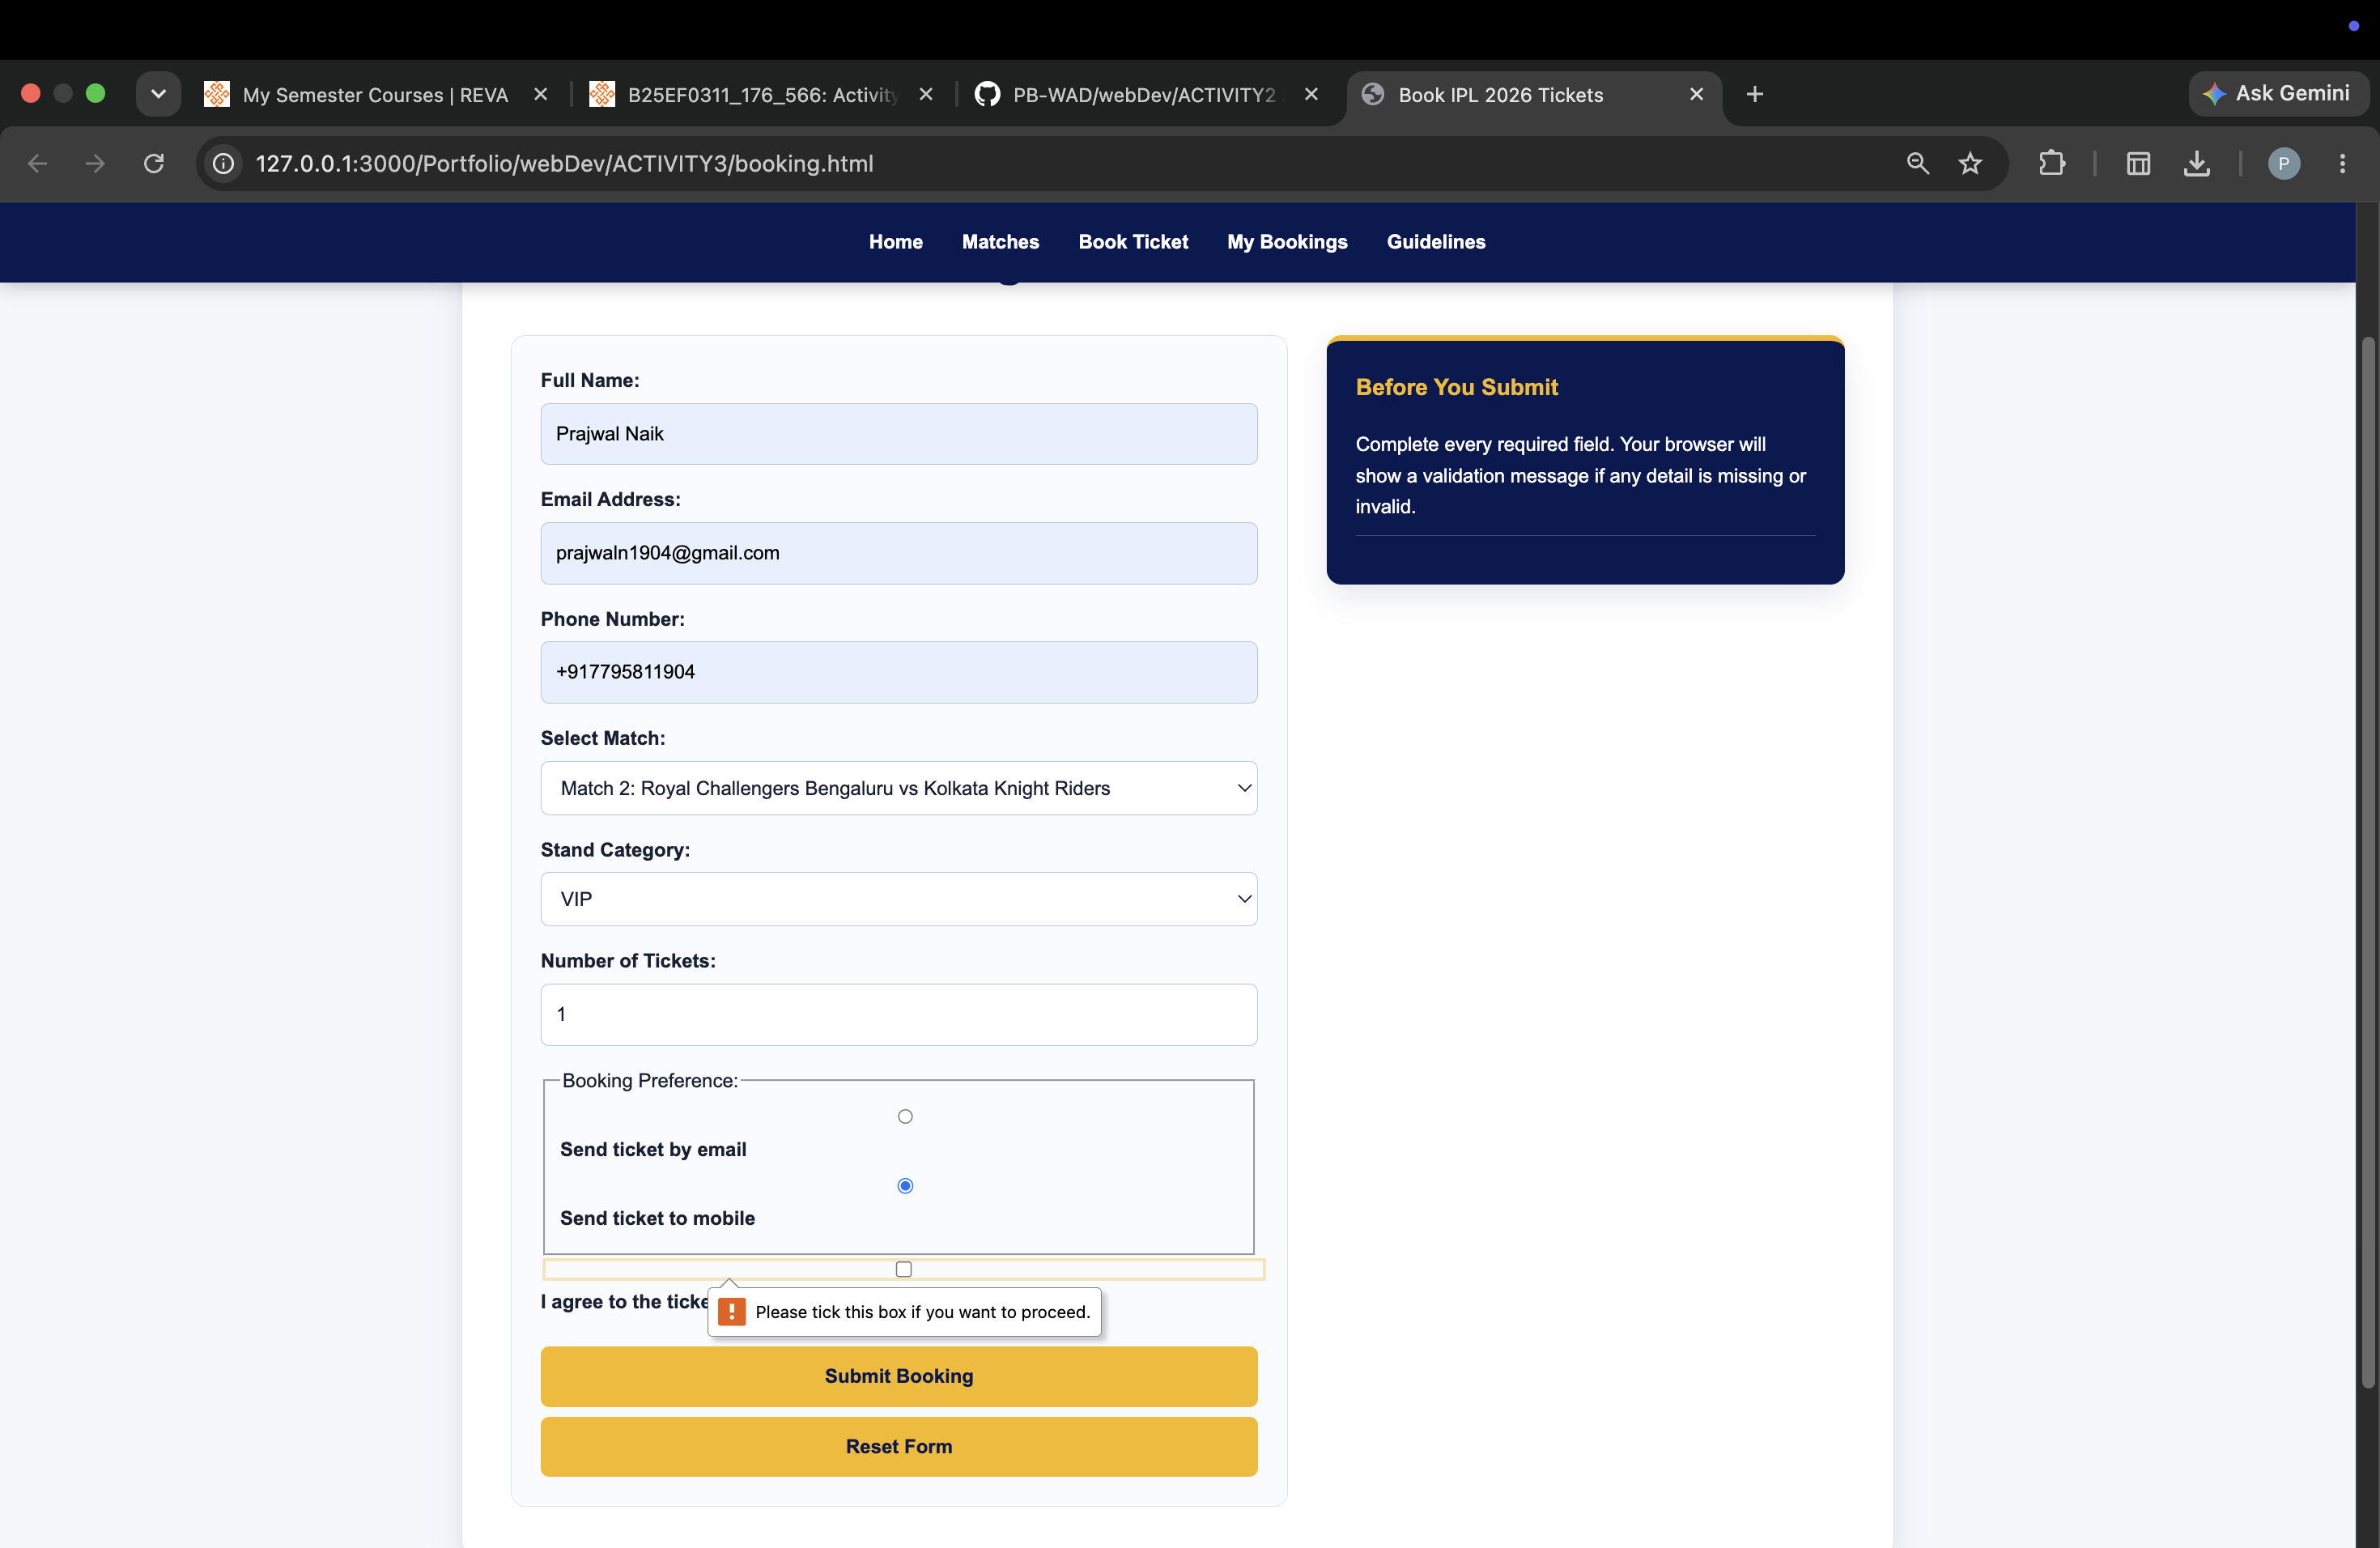 My Semester Courses | REVA
B25EF0311_176_566: Activity
PB-WAD/webDev/ACTIVITY2
Book IPL 2026 Tickets
Ask Gemini
127.0.0.1:3000/Portfolio/webDev/ACTIVITY3/booking.html
P
Home
Matches
Book Ticket
My Bookings
Guidelines
Full Name:
Prajwal Naik
Email Address:
prajwaln1904@gmail.com
Phone Number:
+917795811904
Select Match:
Match 2: Royal Challengers Bengaluru vs Kolkata Knight Riders
Stand Category:
VIP
Number of Tickets:
1
Booking Preference:
Send ticket by email
Send ticket to mobile
I agree to the ticke
Please tick this box if you want to proceed.
Submit Booking
Reset Form
Before You Submit
Complete every required field. Your browser will
show a validation message if any detail is missing or
invalid.